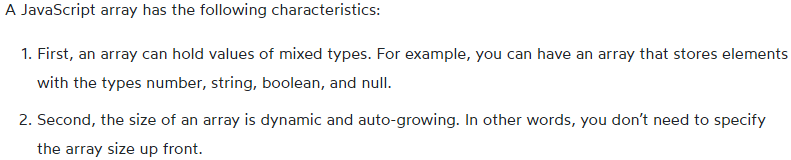 A JavaScript array has the following characteristics:
1. First, an array can hold values of mixed types. For example, you can have an array that stores elements
with the types number, string, boolean, and null.
2. Second, the size of an array is dynamic and auto-growing. In other words, you don’t need to specify
the array size up front.